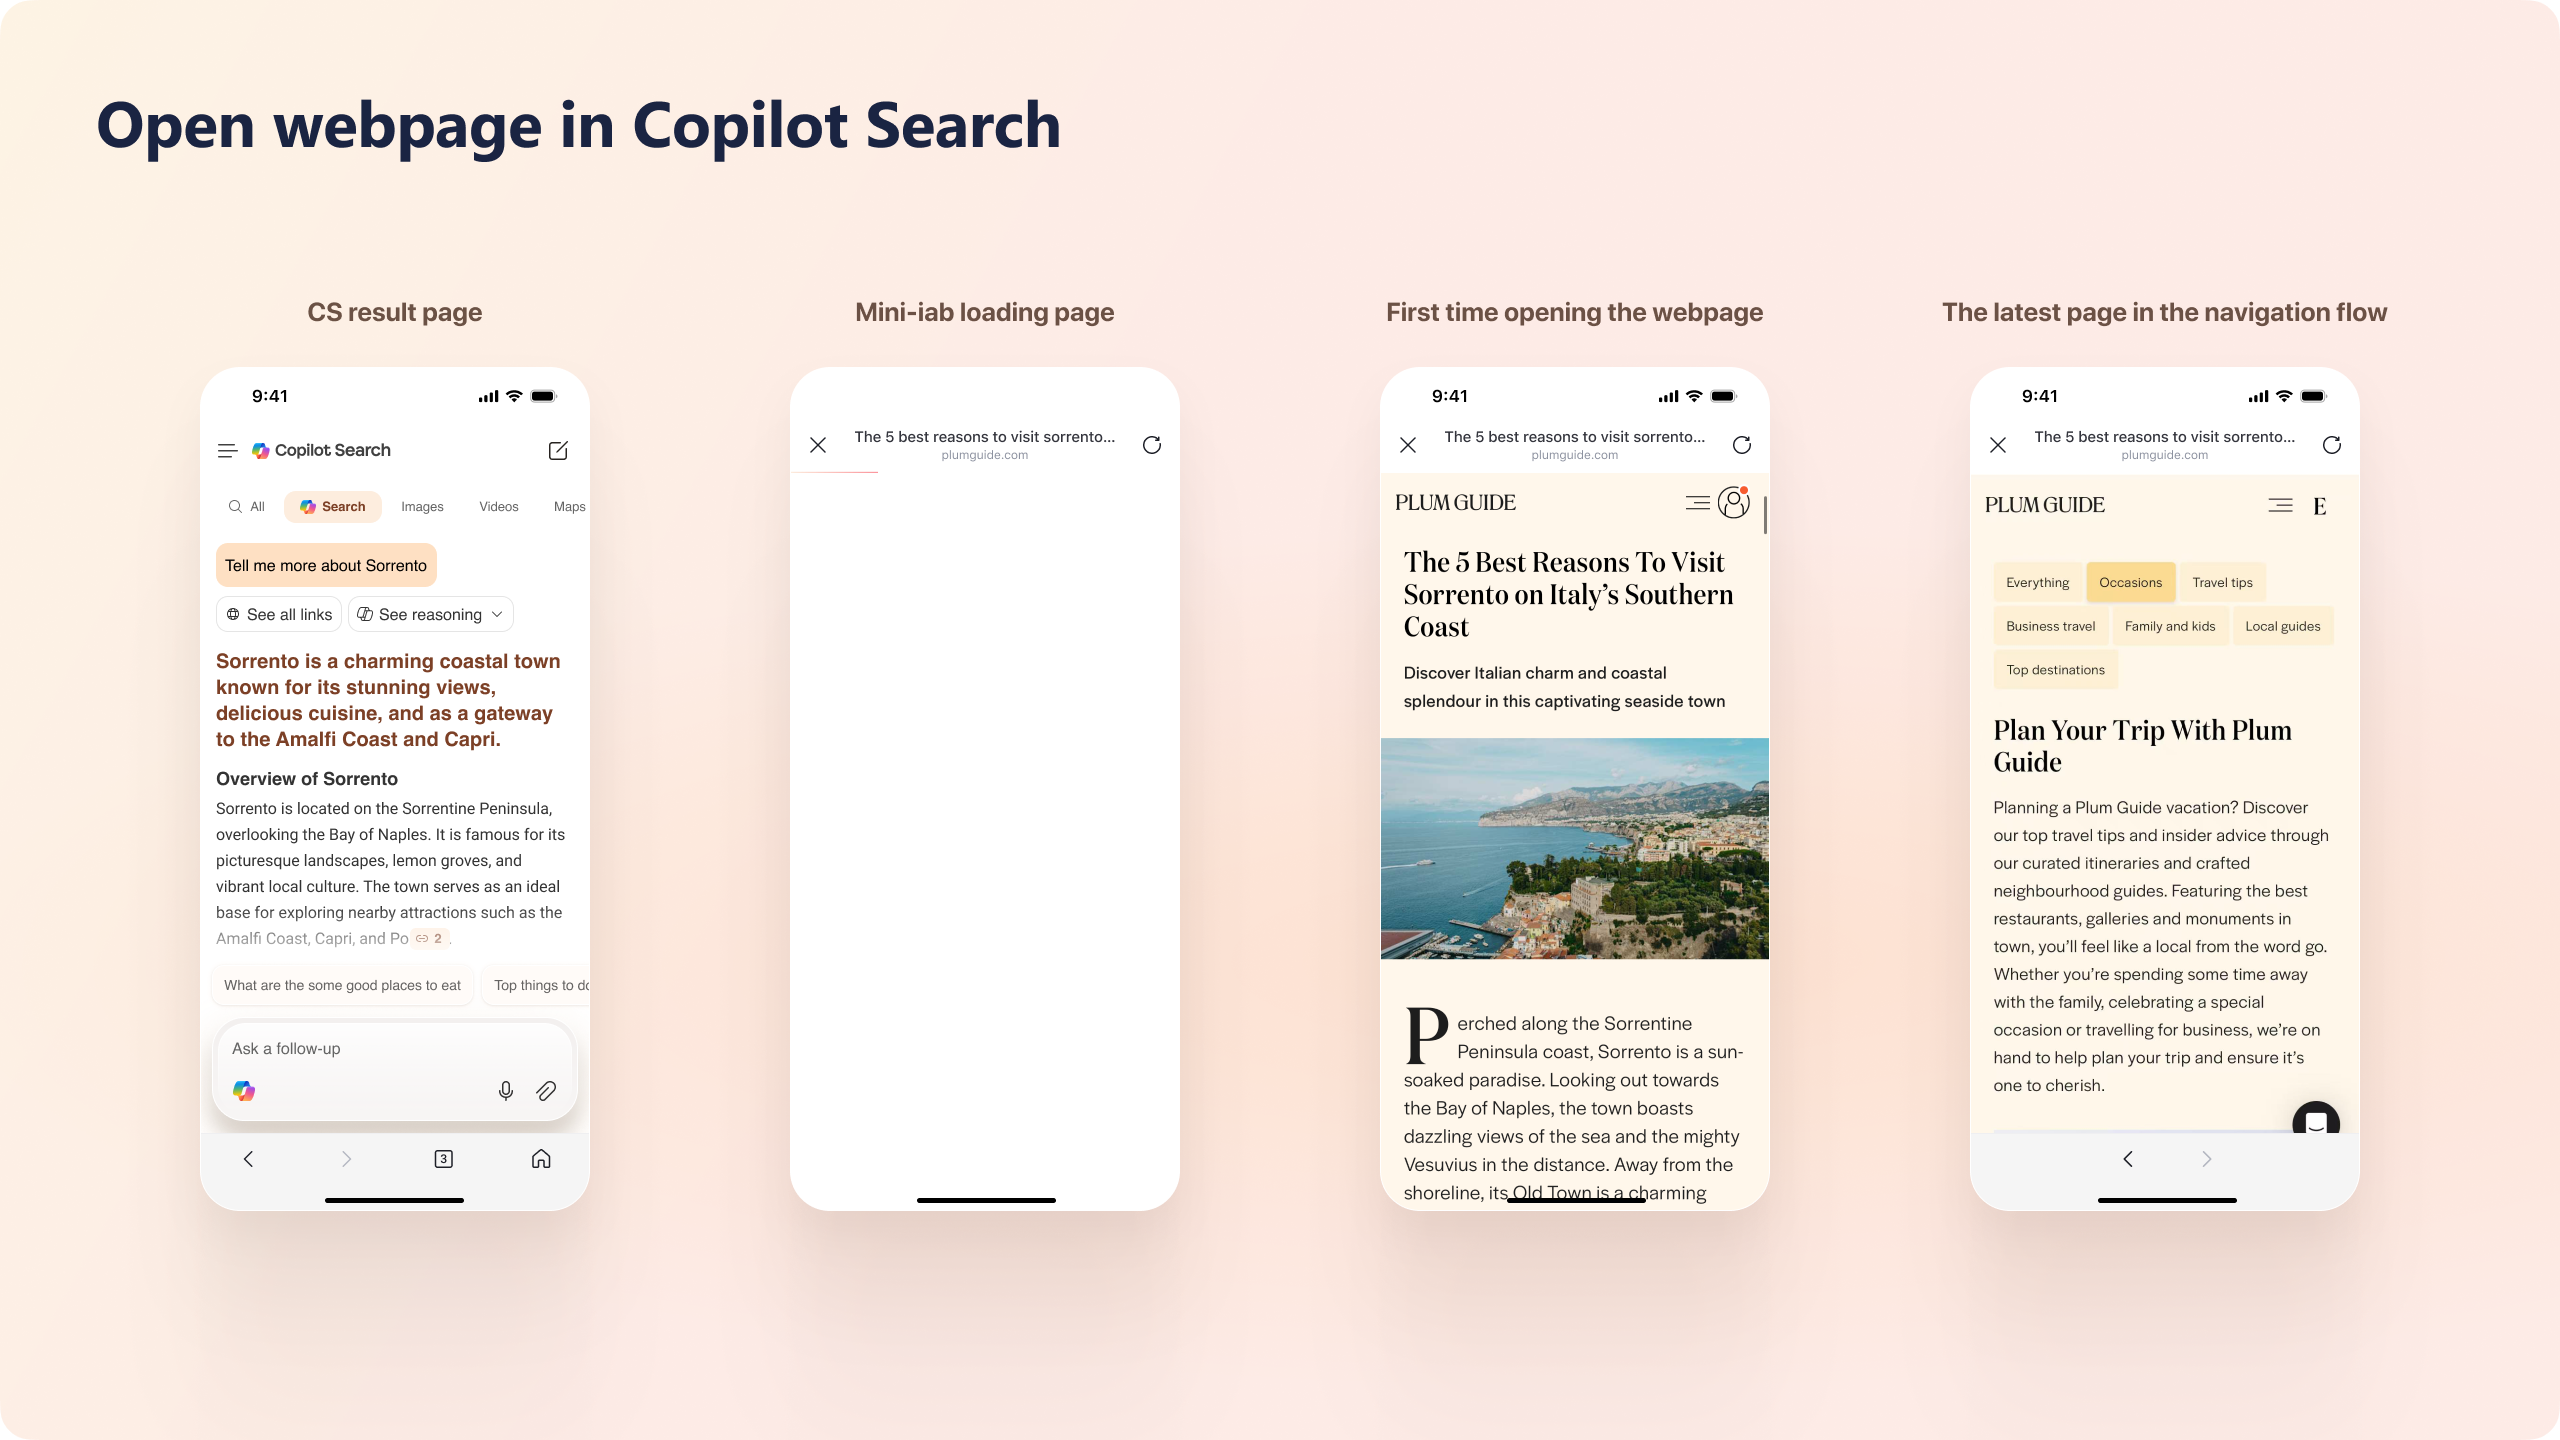 Open webpage in Copilot Search
CS result page
9:41
Copilot Search
All
Search
Images
Videos
Maps
Tell me more about Sorrento
See all links
See reasoning
Sorrento is a charming coastal town
known for its stunning views,
delicious cuisine, and as a gateway
to the Amalfi Coast and Capri.
Overview of Sorrento
Sorrento is located on the Sorrentine Peninsula,
overlooking the Bay of Naples. It is famous for its
picturesque landscapes, lemon groves, and
vibrant local culture. The town serves as an ideal
base for exploring nearby attractions such as the
Amalfi Coast, Capri, and Po 2 .
What are the some good places to eat
Top things to do
Ask a follow-up
3
Mini-iab loading page
The 5 best reasons to visit sorrento...
plumguide.com
First time opening the webpage
9:41
The 5 best reasons to visit sorrento...
plumguide.com
PLUM GUIDE
The 5 Best Reasons To Visit
Sorrento on Italy’s Southern
Coast
Discover Italian charm and coastal
splendour in this captivating seaside town
Perched along the Sorrentine
Peninsula coast, Sorrento is a sun-
soaked paradise. Looking out towards
the Bay of Naples, the town boasts
dazzling views of the sea and the mighty
Vesuvius in the distance. Away from the
shoreline, its Old Town is a charming
The latest page in the navigation flow
9:41
The 5 best reasons to visit sorrento...
plumguide.com
PLUM GUIDE
E
Everything
Occasions
Travel tips
Business travel
Family and kids
Local guides
Top destinations
Plan Your Trip With Plum
Guide
Planning a Plum Guide vacation? Discover
our top travel tips and insider advice through
our curated itineraries and crafted
neighbourhood guides. Featuring the best
restaurants, galleries and monuments in
town, you’ll feel like a local from the word go.
Whether you’re spending some time away
with the family, celebrating a special
occasion or travelling for business, we’re on
hand to help plan your trip and ensure it’s
one to cherish.